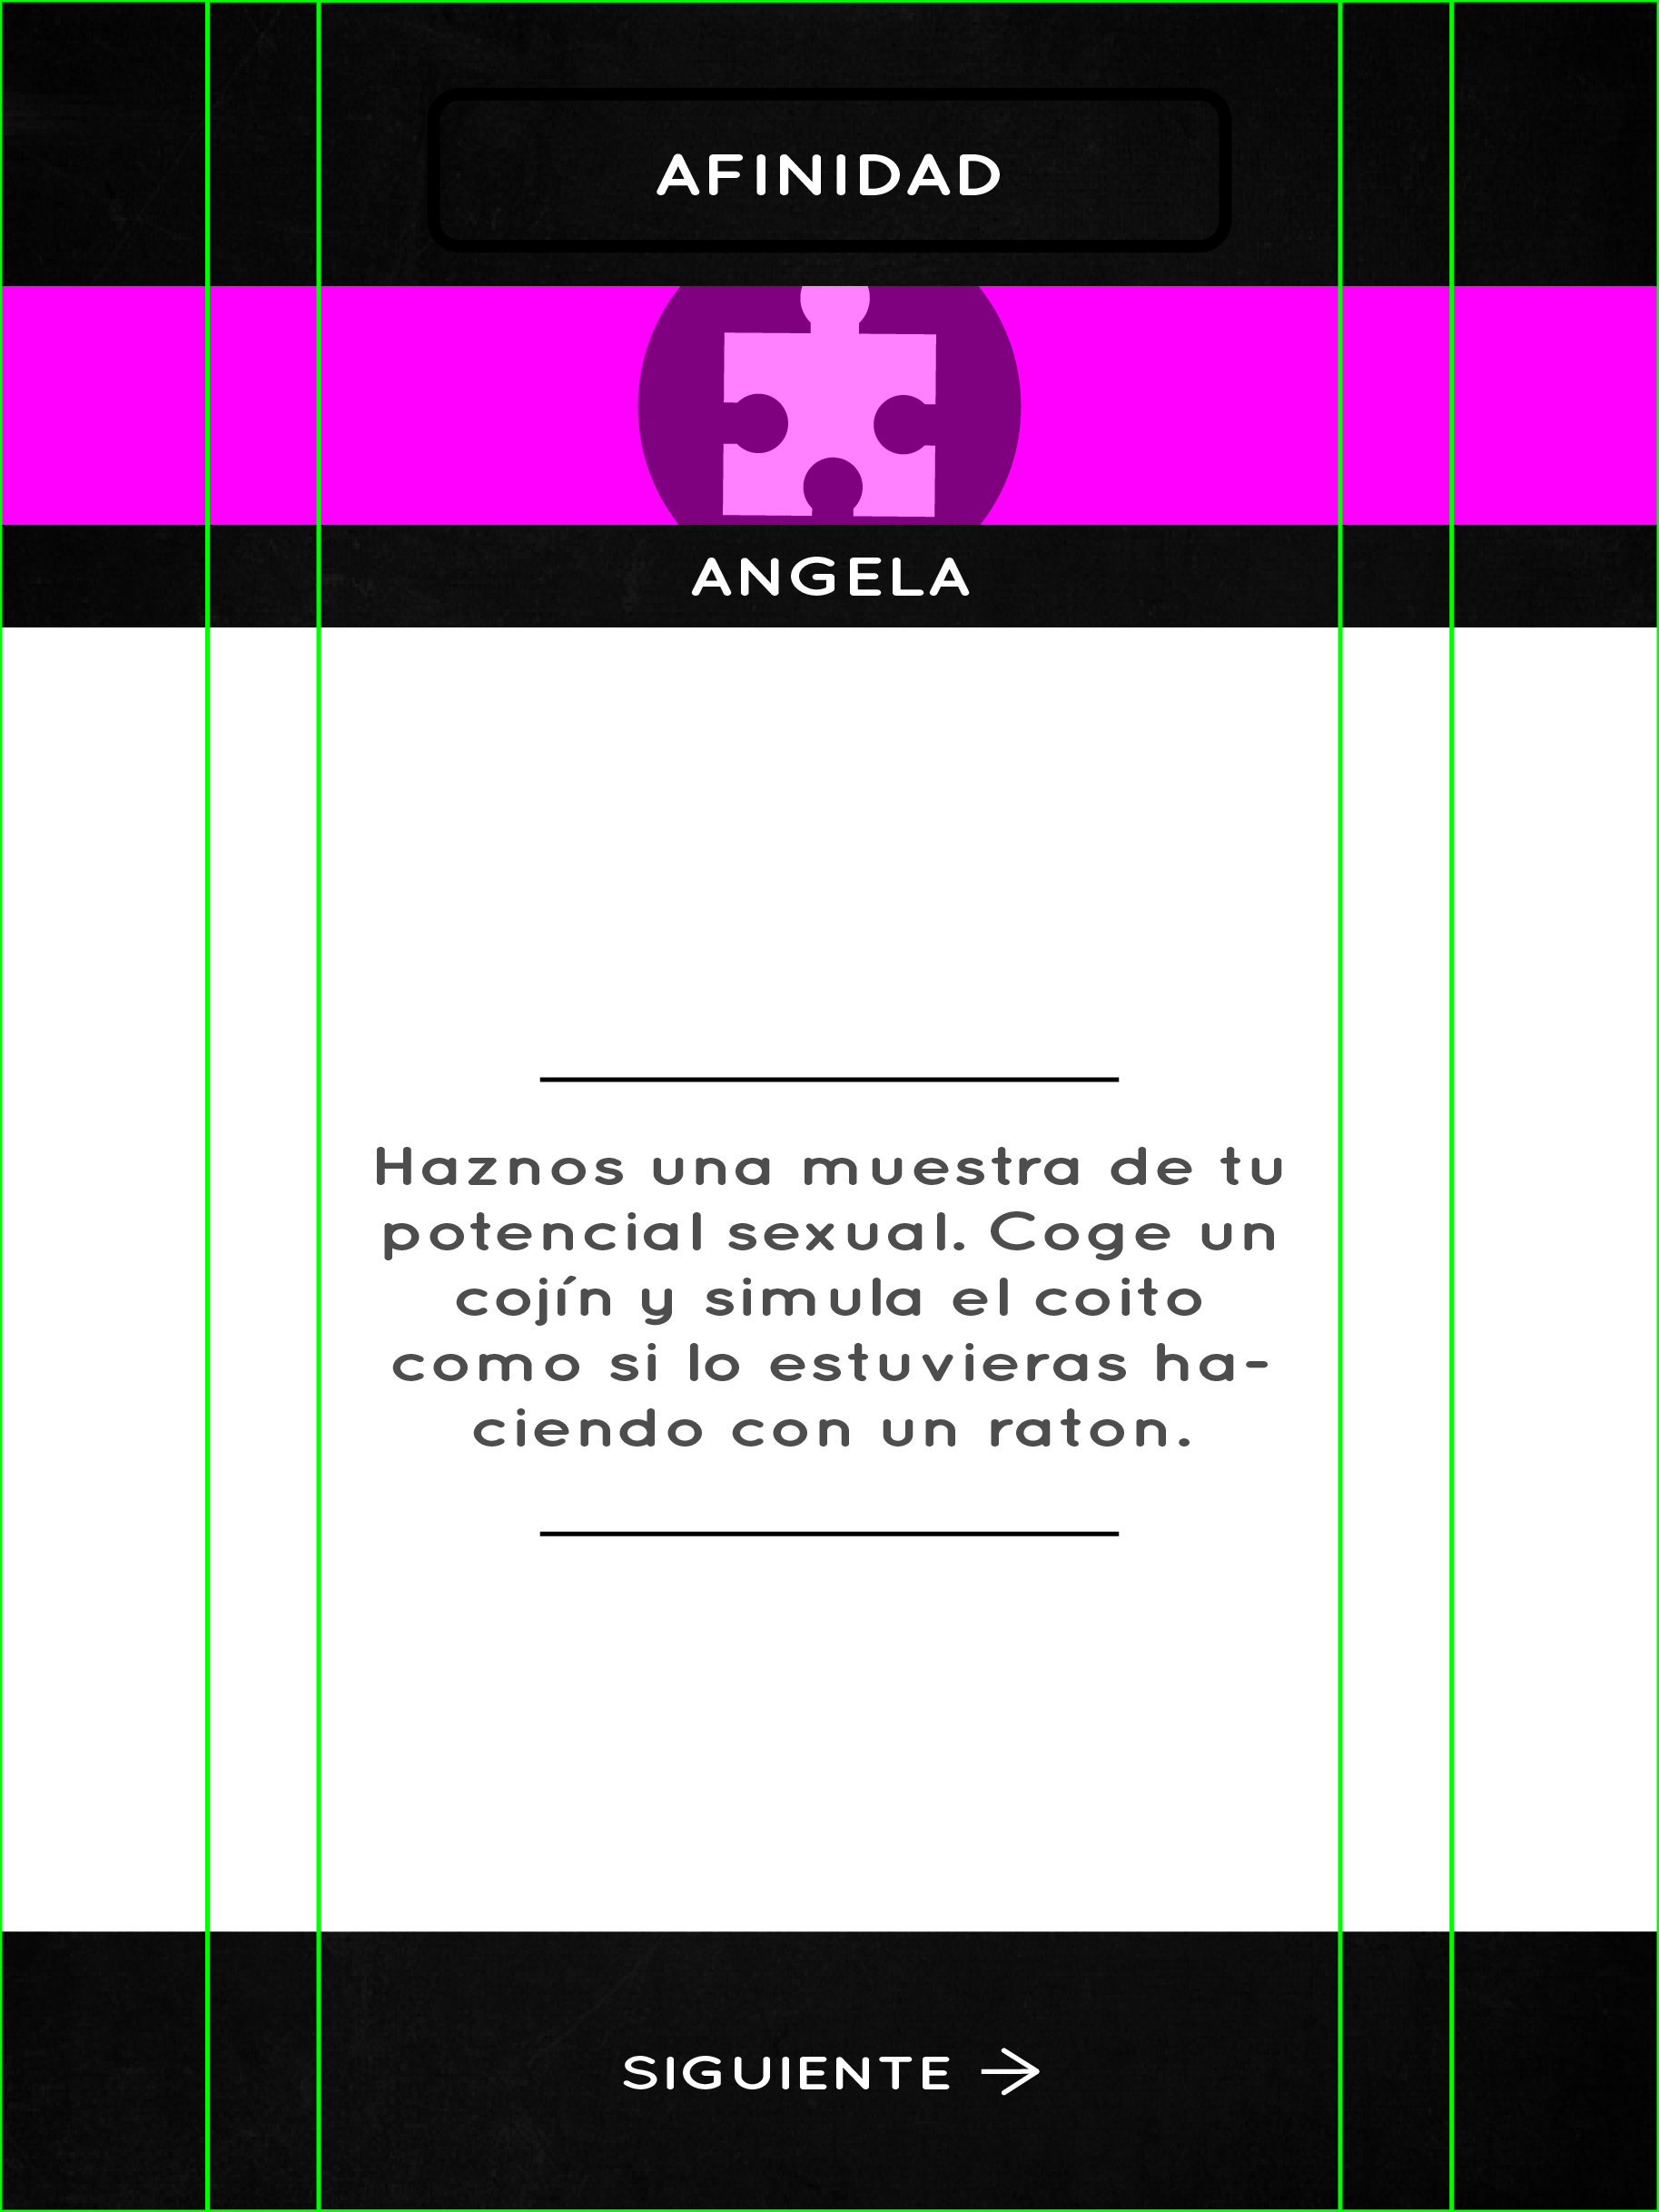 AFINIDAD
ANGELA
Haznos una muestra de tu
potencial sexual. Coge un
cojín y simula el coito
como si lo estuvieras ha-
ciendo con un raton.
SIGUIENTE →